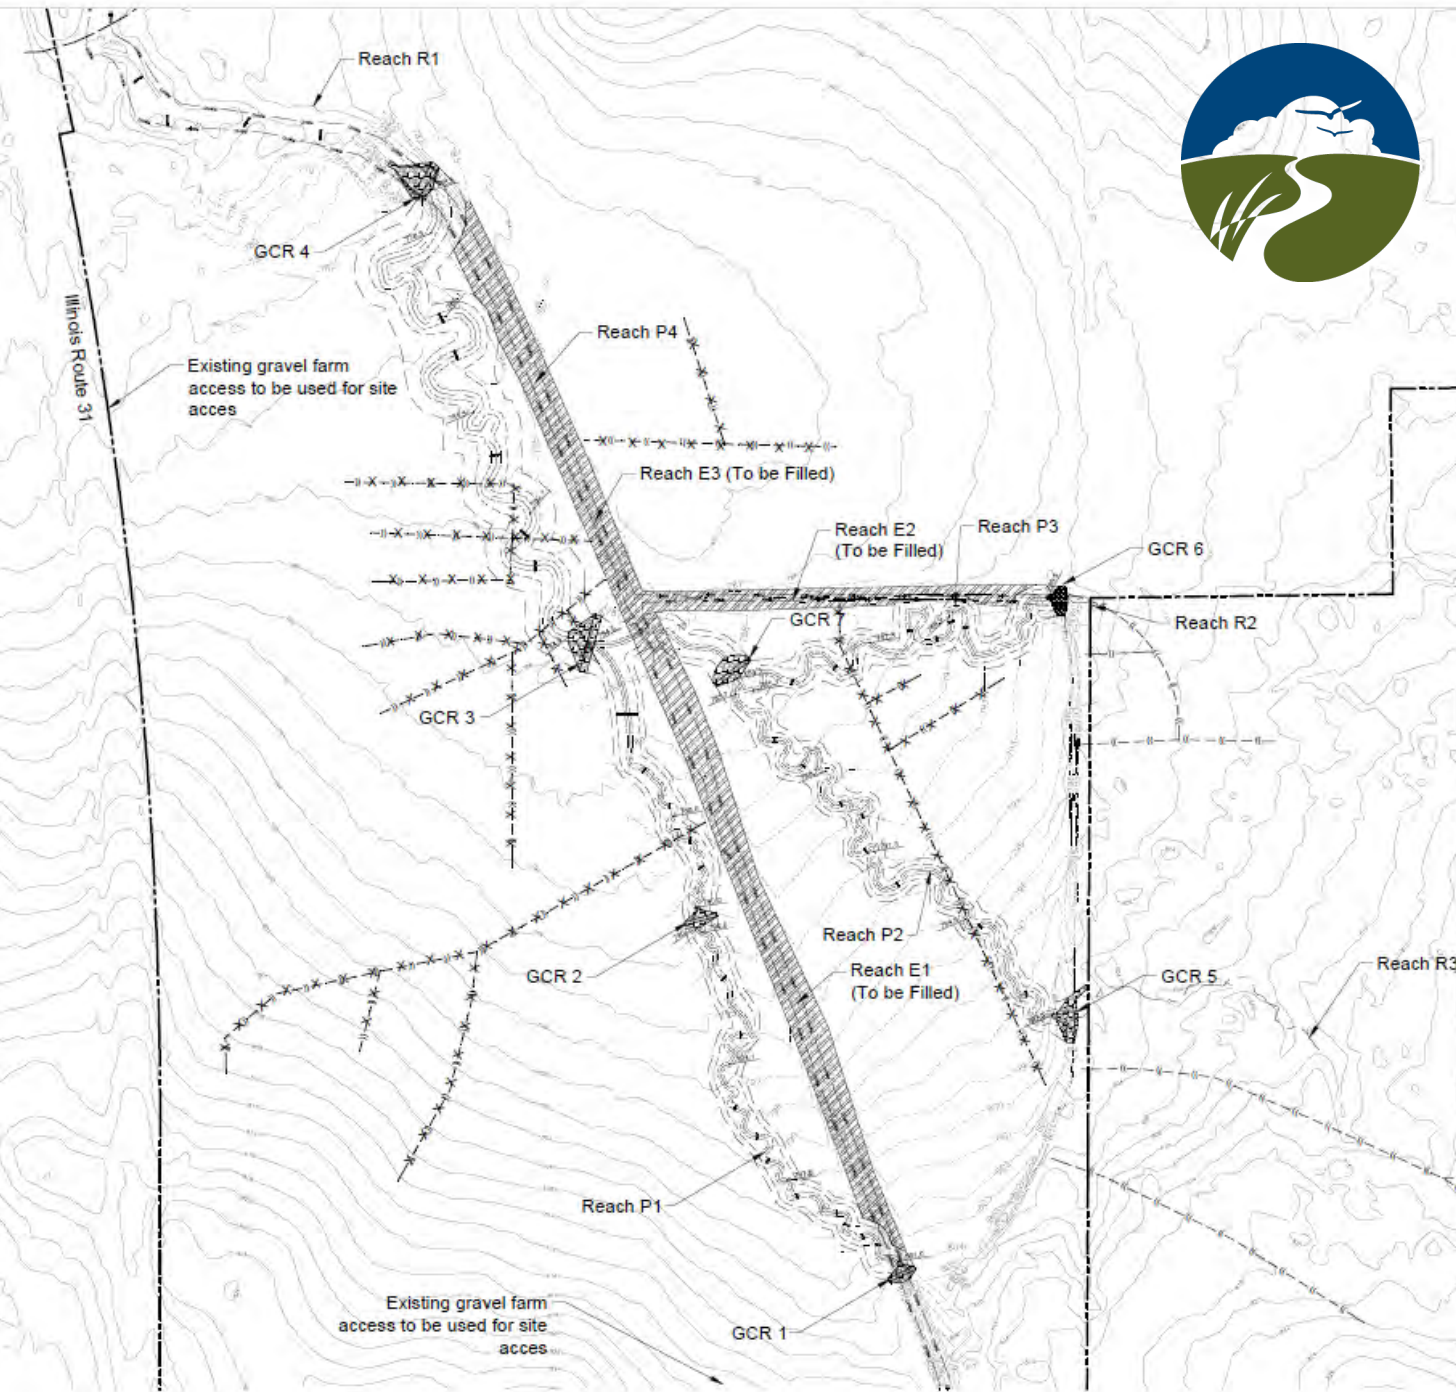 Reach R1
GCR 4
Illinois Route 31
Reach P4
Existing gravel farm
access to be used for site
acces
Reach E3 (To be Filled)
Reach E2
(To be Filled)
Reach P3
GCR 6
GCR 7
Reach R2
GCR 3
Reach P2
GCR 2
Reach E1
(To be Filled)
GCR 5
Reach R3
Reach P1
Existing gravel farm
access to be used for site
acces
GCR 1